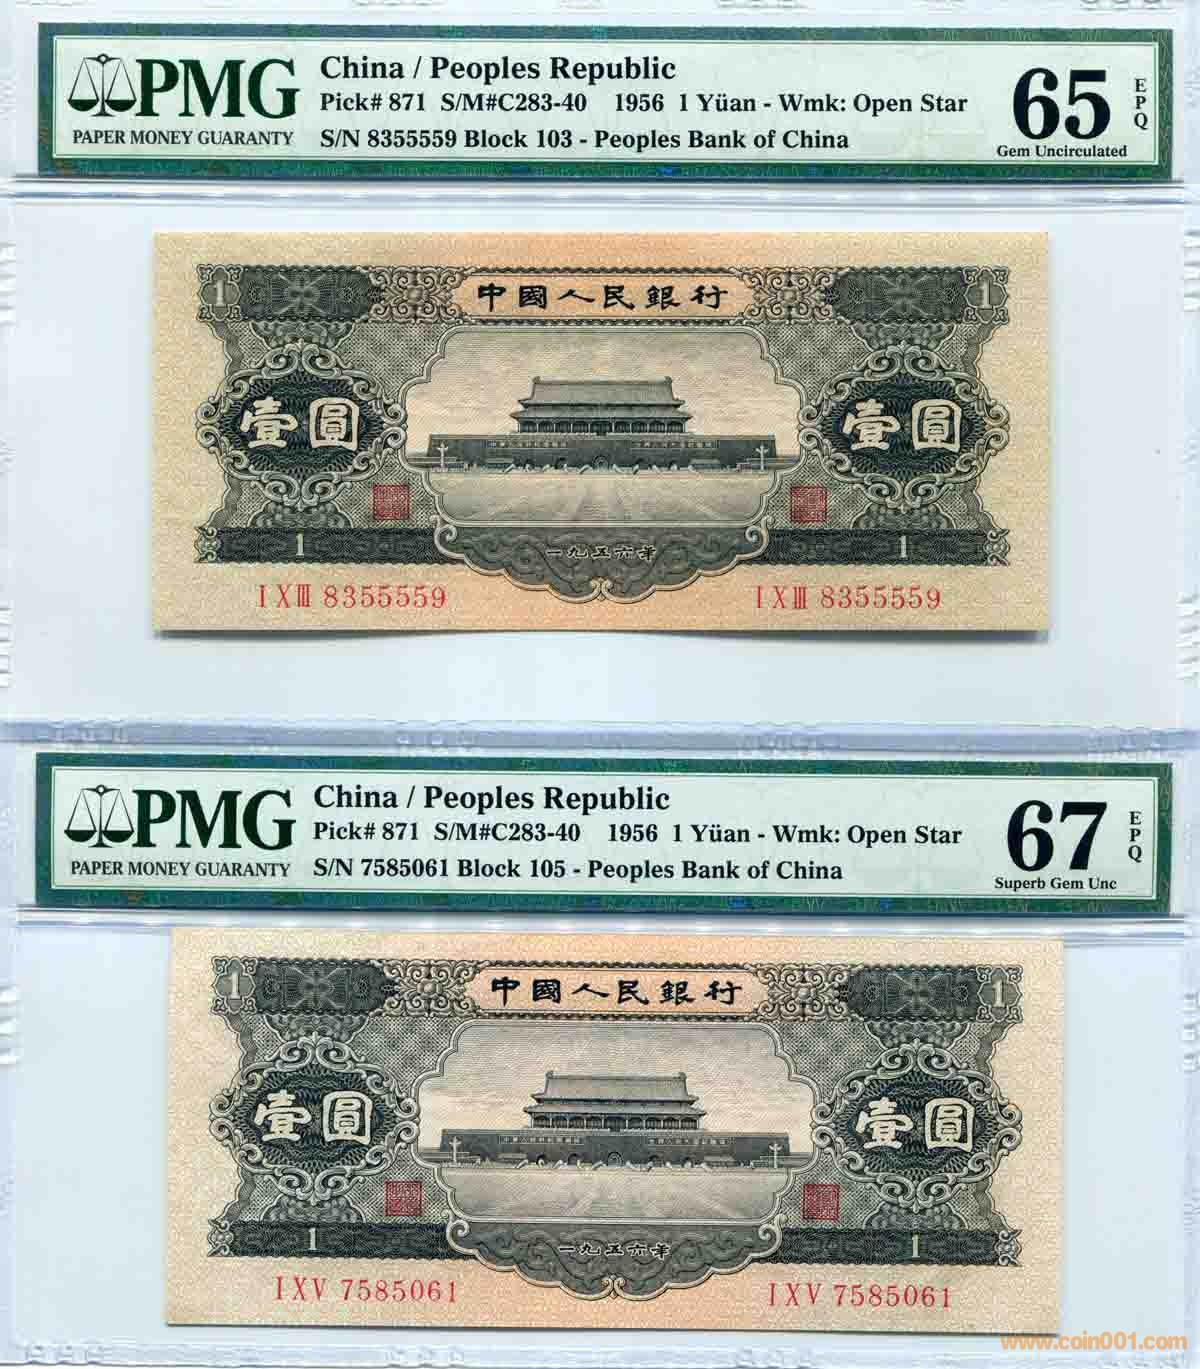 PMG
PAPER MONEY GUARANTY
China / Peoples Republic
Pick# 871 S/M#C283-40 1956 1 Yüan - Wmk: Open Star
S/N 8355559 Block 103 - Peoples Bank of China
65
EPQ
Gem Uncirculated
1 中國人民銀行 1
壹圓 壹圓
1 一九五六年 1
I X III 8355559 I X III 8355559
PMG
PAPER MONEY GUARANTY
China / Peoples Republic
Pick# 871 S/M#C283-40 1956 1 Yüan - Wmk: Open Star
S/N 7585061 Block 105 - Peoples Bank of China
67
EPQ
Superb Gem Unc
1 中國人民銀行 1
壹圓 壹圓
1 一九五六年 1
I X V 7585061 I X V 7585061
www.coin001.com